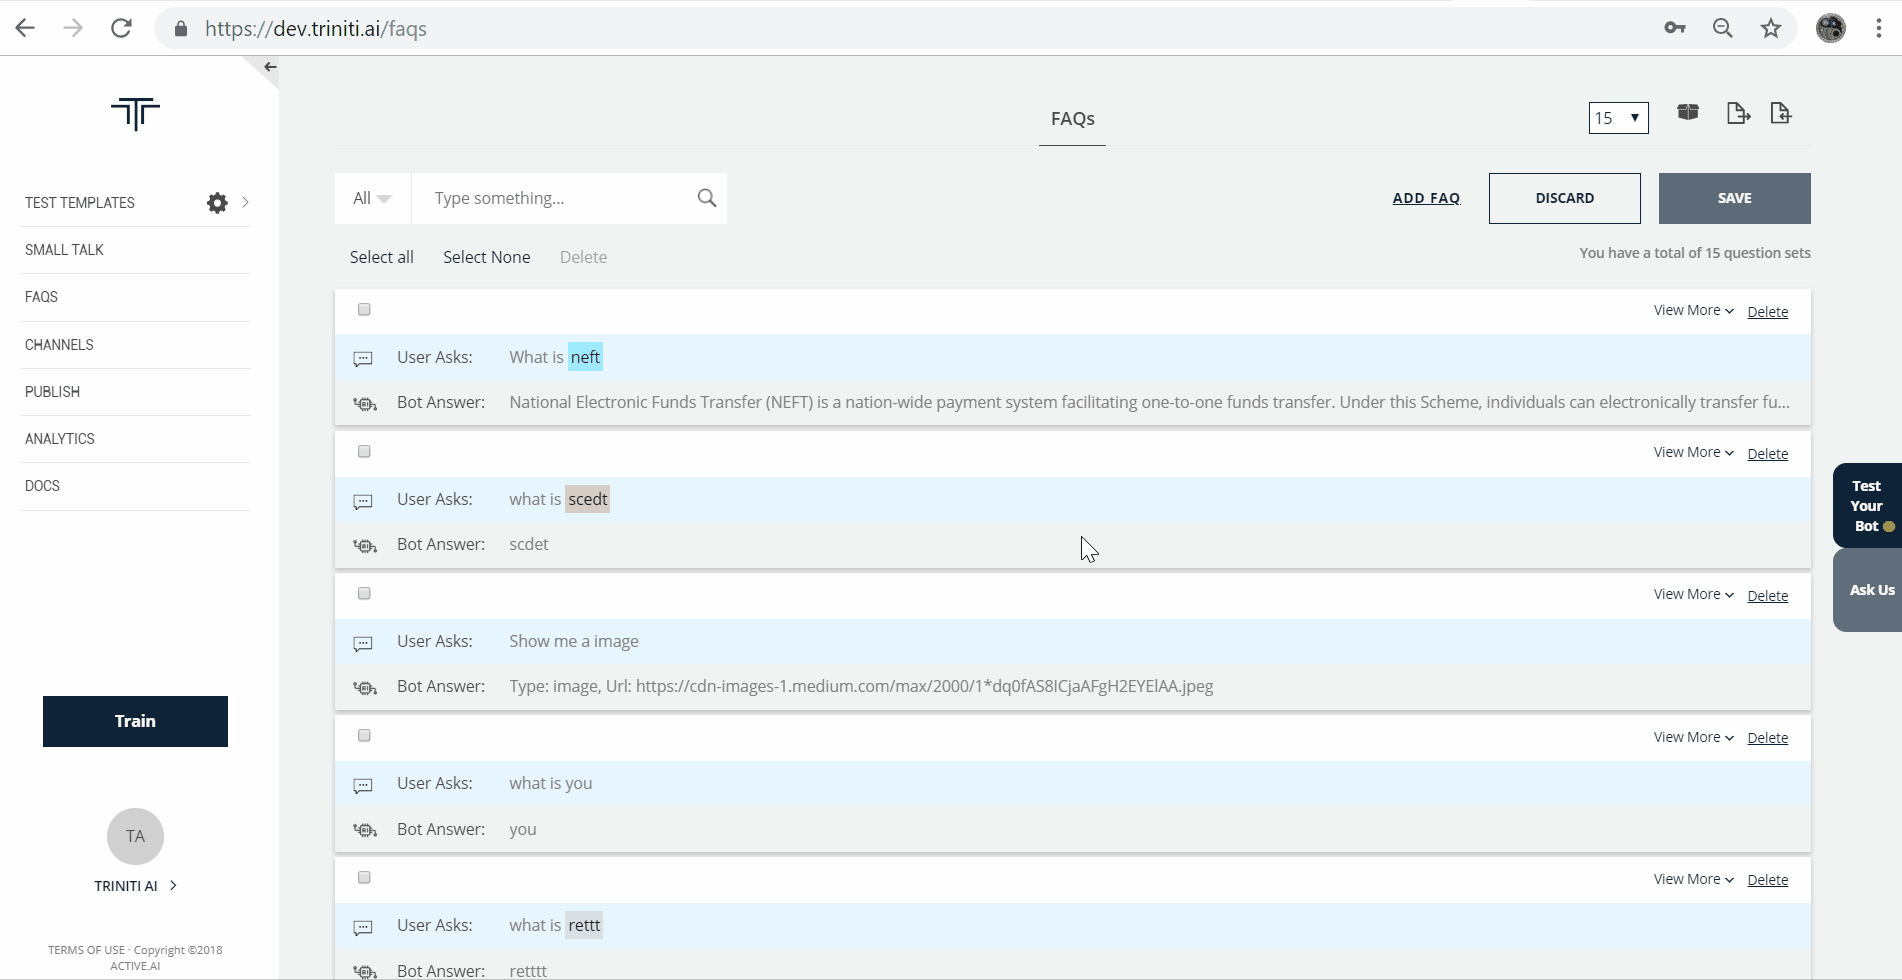 https://dev.triniti.ai/faqs
FAQs
15
TEST TEMPLATES
SMALL TALK
FAQS
CHANNELS
PUBLISH
ANALYTICS
DOCS
Train
TA
TRINITI AI
TERMS OF USE · Copyright ©2018
ACTIVE.AI
All Type something... ADD FAQ DISCARD SAVE
Select all Select None Delete You have a total of 15 question sets
View More Delete
User Asks: What is neft
Bot Answer: National Electronic Funds Transfer (NEFT) is a nation-wide payment system facilitating one-to-one funds transfer. Under this Scheme, individuals can electronically transfer fu...
View More Delete
User Asks: what is scedt
Bot Answer: scdet
View More Delete
User Asks: Show me a image
Bot Answer: Type: image, Url: https://cdn-images-1.medium.com/max/2000/1*dq0fAS8ICjaAFgH2EYElAA.jpeg
View More Delete
User Asks: what is you
Bot Answer: you
View More Delete
User Asks: what is rettt
Bot Answer: retttt
Test
Your
Bot
Ask Us